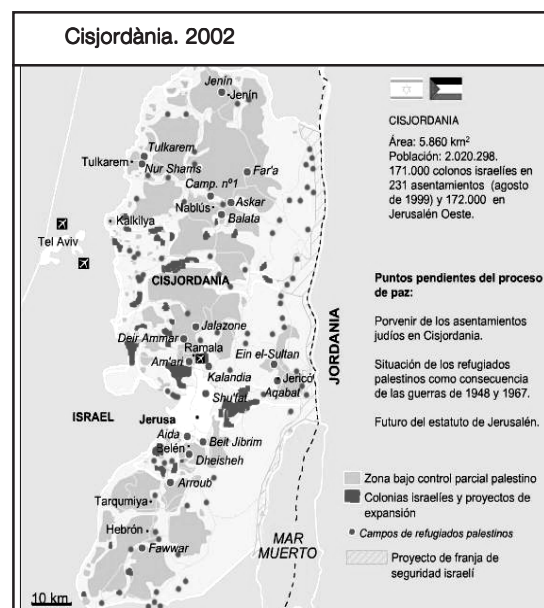 Cisjordània. 2002
Jenín
Jenín
Tulkarem
Tulkarem
Nur Shams
Far'a
Camp. nº1
Askar
Nablús
Balata
Kalkilya
Tel Aviv
CISJORDANIA
Jalazone
Deir Ammar
Ramala
Am'ari
Ein el-Sultan
Kalandia
Jericó
Shu'fat
Aqabat
ISRAEL
Jerusa
Aida
Beit Jibrim
Belén
Dheisheh
Arroub
Tarqumiya
Hebrón
Fawwar
MAR
MUERTO
JORDANIA
10 km
CISJORDANIA
Área: 5.860 km²
Población: 2.020.298.
171.000 colonos israelíes en
231 asentamientos (agosto
de 1999) y 172.000 en
Jerusalén Oeste.
Puntos pendientes del proceso
de paz:
Porvenir de los asentamientos
judíos en Cisjordania.
Situación de los refugiados
palestinos como consecuencia
de las guerras de 1948 y 1967.
Futuro del estatuto de Jerusalén.
Zona bajo control parcial palestino
Colonias israelíes y proyectos de
expansión
Campos de refugiados palestinos
Proyecto de franja de
seguridad israelí